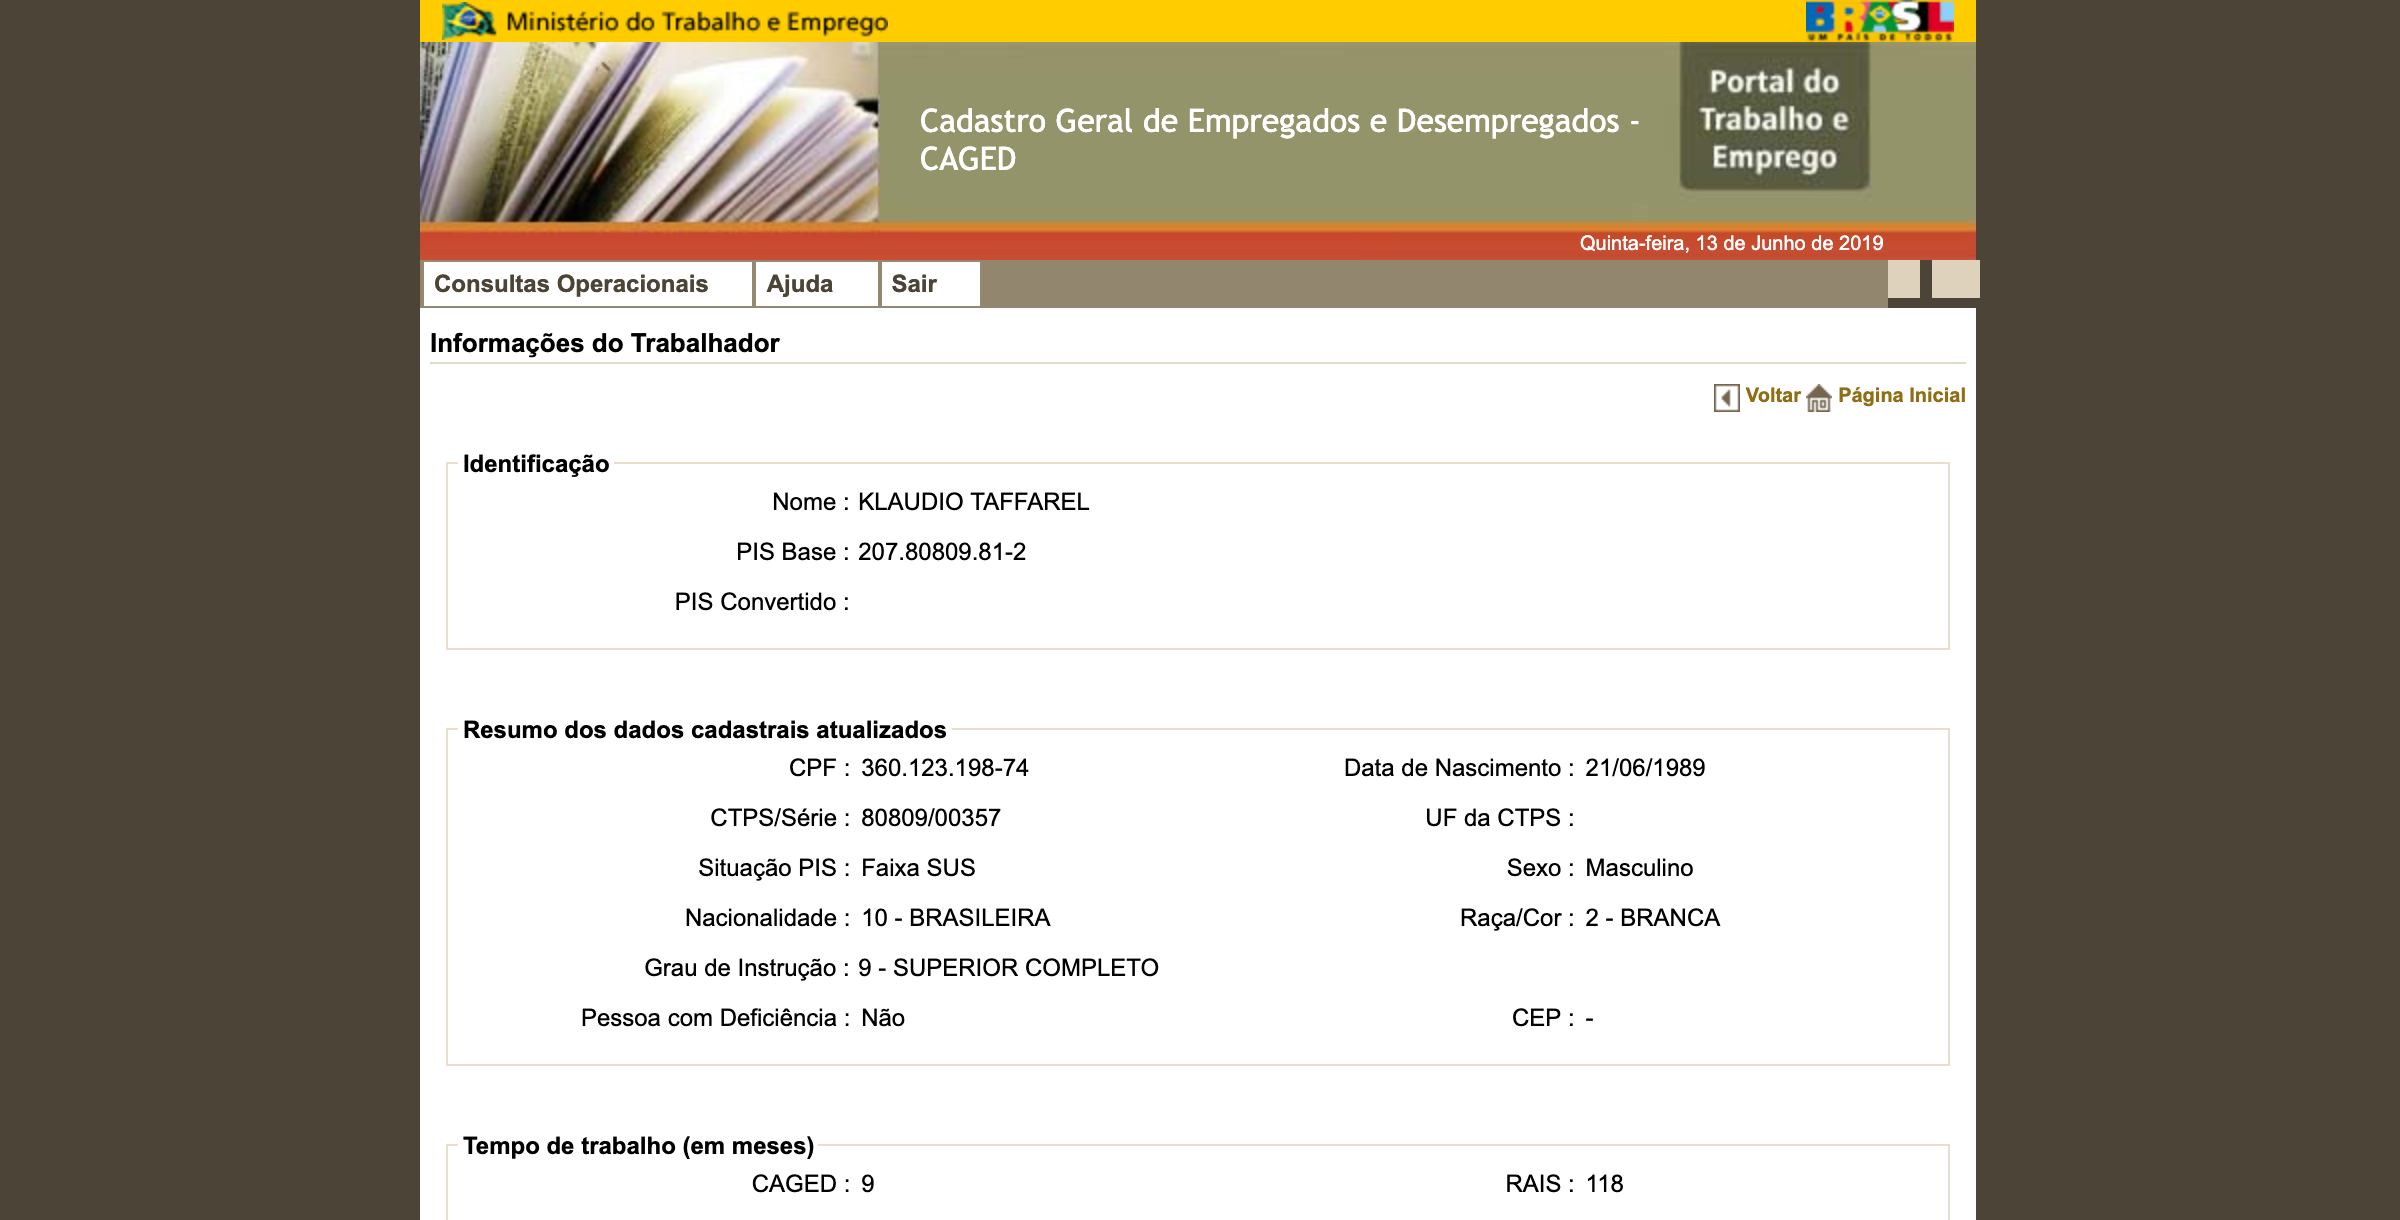 Ministério do Trabalho e Emprego
BRASIL
UM PAÍS DE TODOS
Cadastro Geral de Empregados e Desempregados -
CAGED
Portal do
Trabalho e
Emprego
Quinta-feira, 13 de Junho de 2019
Consultas Operacionais Ajuda Sair
Informações do Trabalhador
Voltar Página Inicial
Identificação
Nome : KLAUDIO TAFFAREL
PIS Base : 207.80809.81-2
PIS Convertido :
Resumo dos dados cadastrais atualizados
CPF : 360.123.198-74 Data de Nascimento : 21/06/1989
CTPS/Série : 80809/00357 UF da CTPS :
Situação PIS : Faixa SUS Sexo : Masculino
Nacionalidade : 10 - BRASILEIRA Raça/Cor : 2 - BRANCA
Grau de Instrução : 9 - SUPERIOR COMPLETO
Pessoa com Deficiência : Não CEP : -
Tempo de trabalho (em meses)
CAGED : 9 RAIS : 118